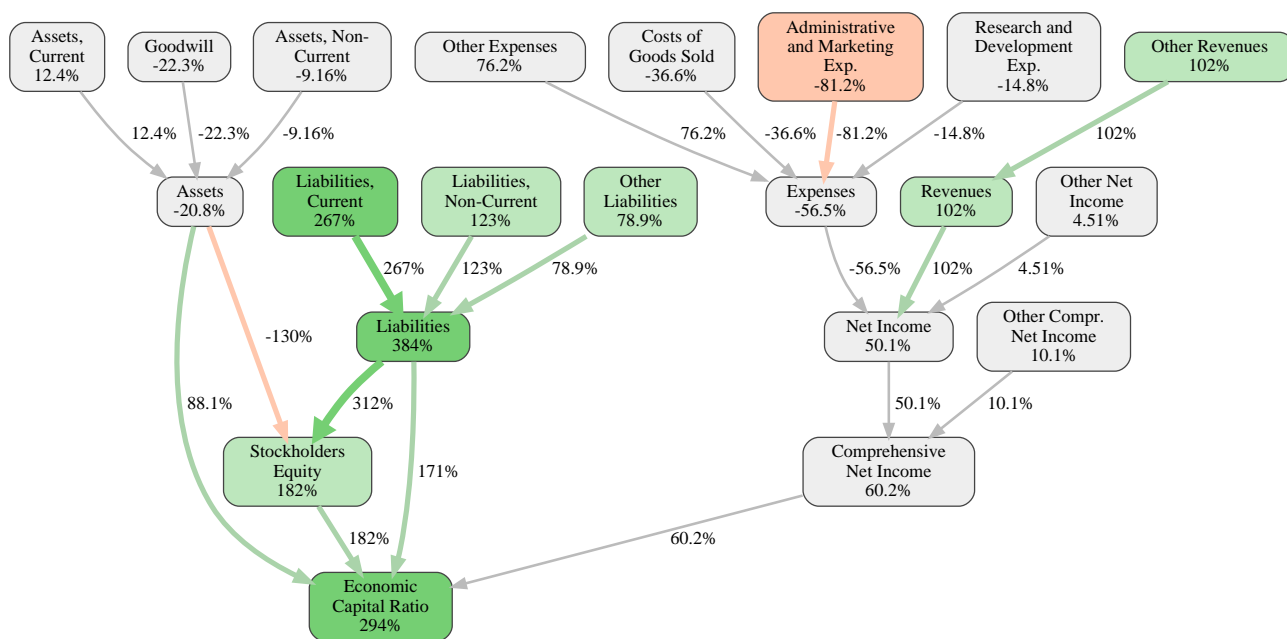 Assets,
Current
12.4%
Goodwill
-22.3%
Assets, Non-
Current
-9.16%
Other Expenses
76.2%
Costs of
Goods Sold
-36.6%
Administrative
and Marketing
Exp.
-81.2%
Research and
Development
Exp.
-14.8%
Other Revenues
102%
12.4%
-22.3%
-9.16%
76.2%
-36.6%
-81.2%
-14.8%
102%
Assets
-20.8%
Liabilities,
Current
267%
Liabilities,
Non-Current
123%
Other
Liabilities
78.9%
Expenses
-56.5%
Revenues
102%
Other Net
Income
4.51%
267%
123%
78.9%
-56.5%
102%
4.51%
-130%
Liabilities
384%
Net Income
50.1%
Other Compr.
Net Income
10.1%
88.1%
312%
50.1%
10.1%
Stockholders
Equity
182%
171%
Comprehensive
Net Income
60.2%
182%
60.2%
Economic
Capital Ratio
294%